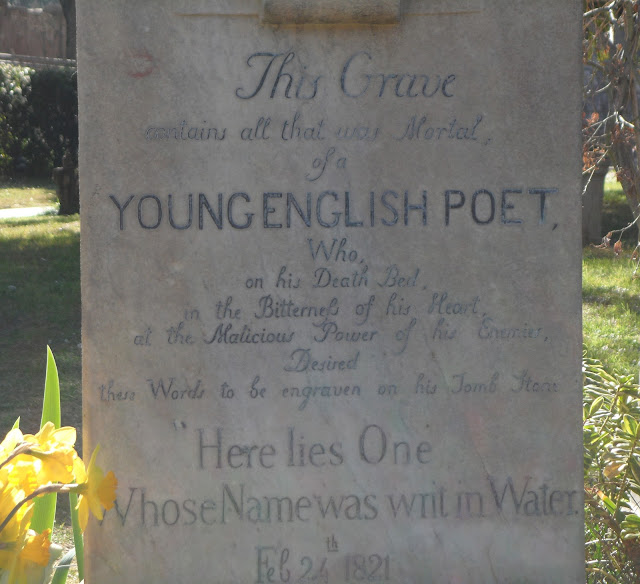 This Grave
contains all that was Mortal,
of a
YOUNG ENGLISH POET,
Who,
on his Death Bed,
in the Bitterneſs of his Heart,
at the Malicious Power of his Enemies,
Desired
these Words to be engraven on his Tomb Stone
"Here lies One
Whose Name was writ in Water.
Feb 24th 1821